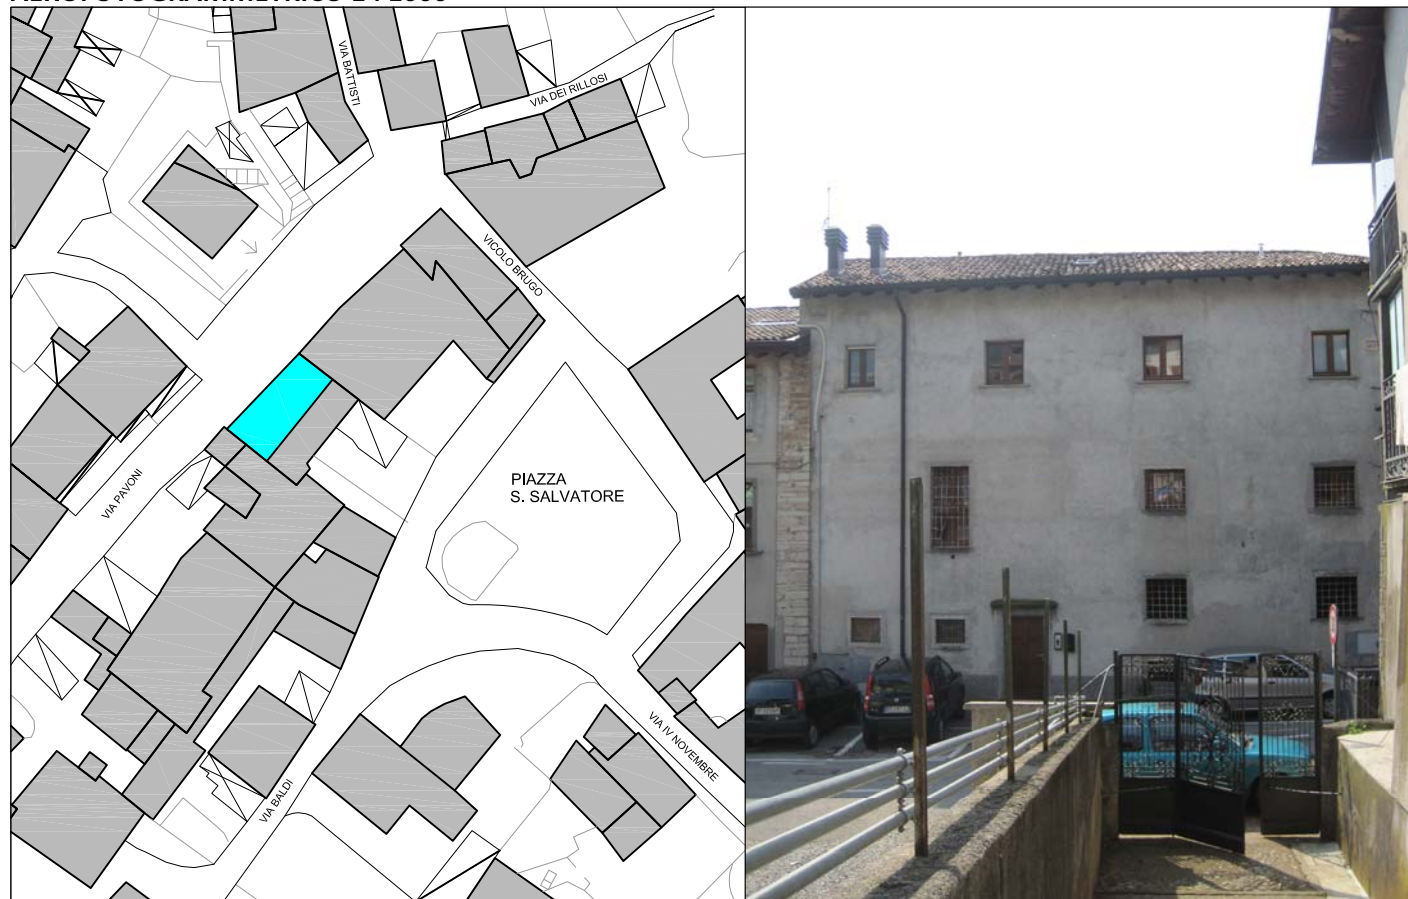 VIA BATTISTI
VIA DEI RILLOSI
VICOLO BRUGO
PIAZZA
S. SALVATORE
VIA PAVONI
VIA IV NOVEMBRE
VIA BALDI